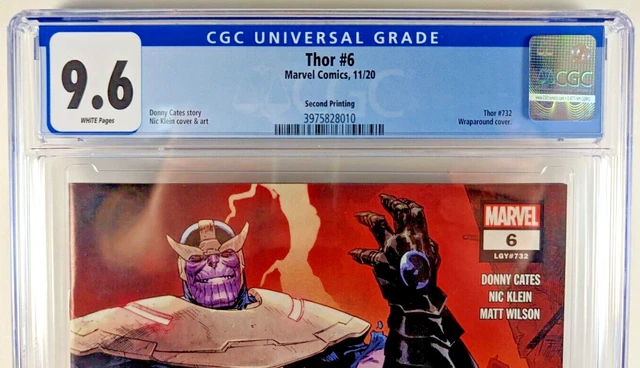 CGC UNIVERSAL GRADE
9.6
WHITE Pages
Thor #6
Marvel Comics, 11/20
Second Printing
3975828010
Donny Cates story
Nic Klein cover & art
Thor #732
Wraparound cover.
CGC
MARVEL
6
LGY#732
DONNY CATES
NIC KLEIN
MATT WILSON